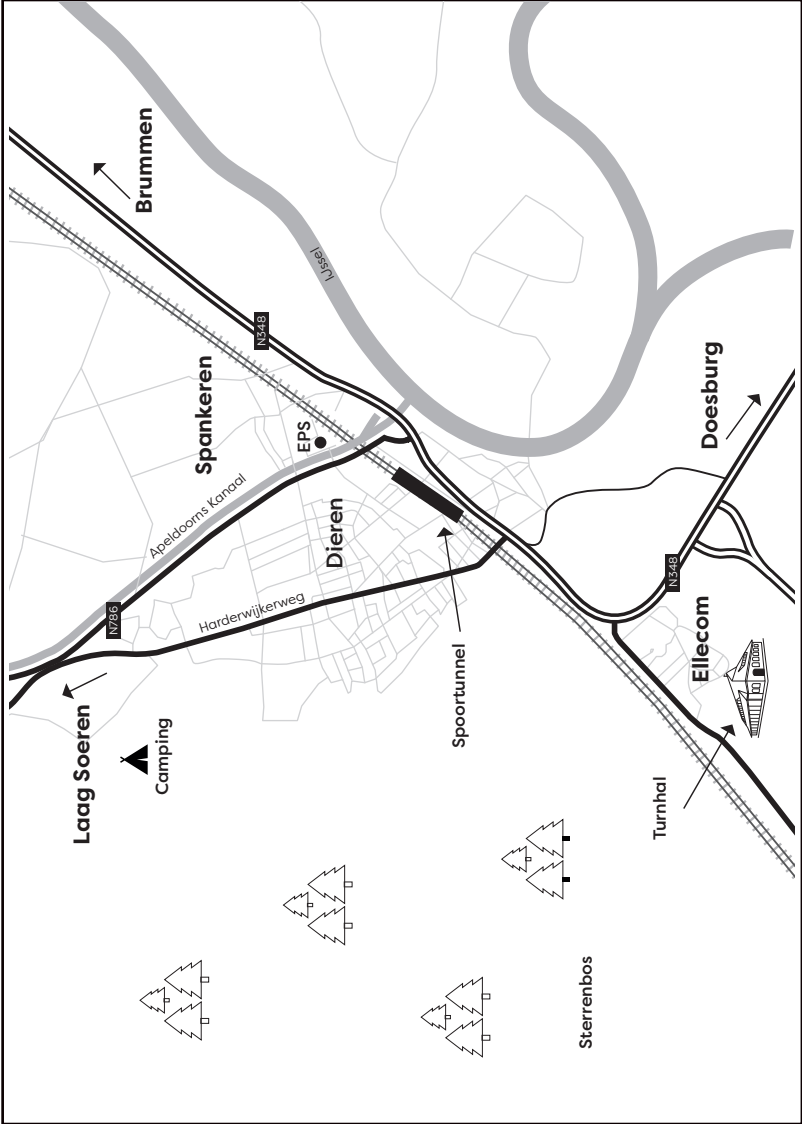 Laag Soeren
Camping
N786
Apeldoorns Kanaal
Harderwijkerweg
Spankeren
Brummen
N348
IJssel
EPS
Dieren
Spoortunnel
Sterrenbos
Turnhal
Ellecom
N348
Doesburg